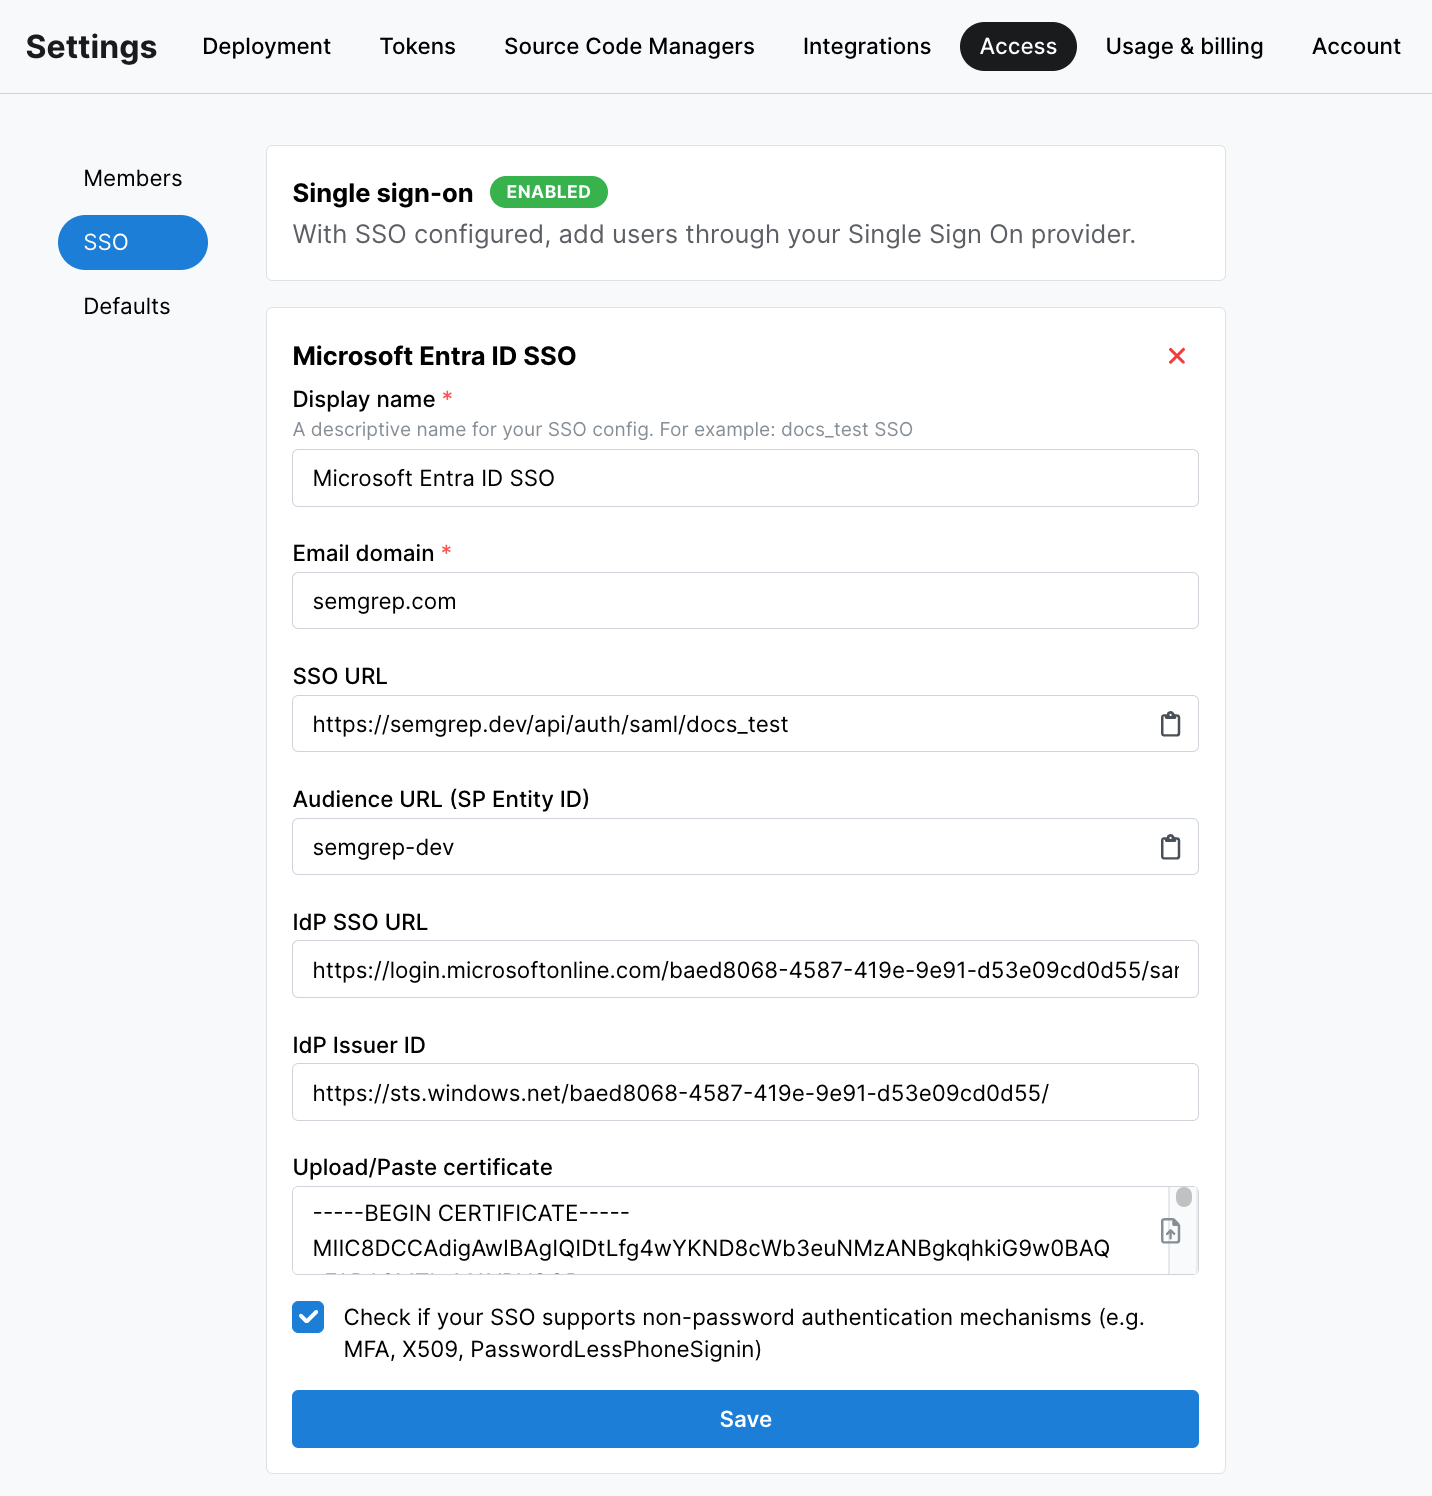 Settings
Deployment
Tokens
Source Code Managers
Integrations
Access
Usage & billing
Account
Members
SSO
Defaults
Single sign-on
ENABLED
With SSO configured, add users through your Single Sign On provider.
Microsoft Entra ID SSO
Display name *
A descriptive name for your SSO config. For example: docs_test SSO
Microsoft Entra ID SSO
Email domain *
semgrep.com
SSO URL
https://semgrep.dev/api/auth/saml/docs_test
Audience URL (SP Entity ID)
semgrep-dev
IdP SSO URL
https://login.microsoftonline.com/baed8068-4587-419e-9e91-d53e09cd0d55/sar
IdP Issuer ID
https://sts.windows.net/baed8068-4587-419e-9e91-d53e09cd0d55/
Upload/Paste certificate
-----BEGIN CERTIFICATE-----
MIIC8DCCAdigAwIBAgIQIDtLfg4wYKND8cWb3euNMzANBgkqhkiG9w0BAQ
Check if your SSO supports non-password authentication mechanisms (e.g.
MFA, X509, PasswordLessPhoneSignin)
Save